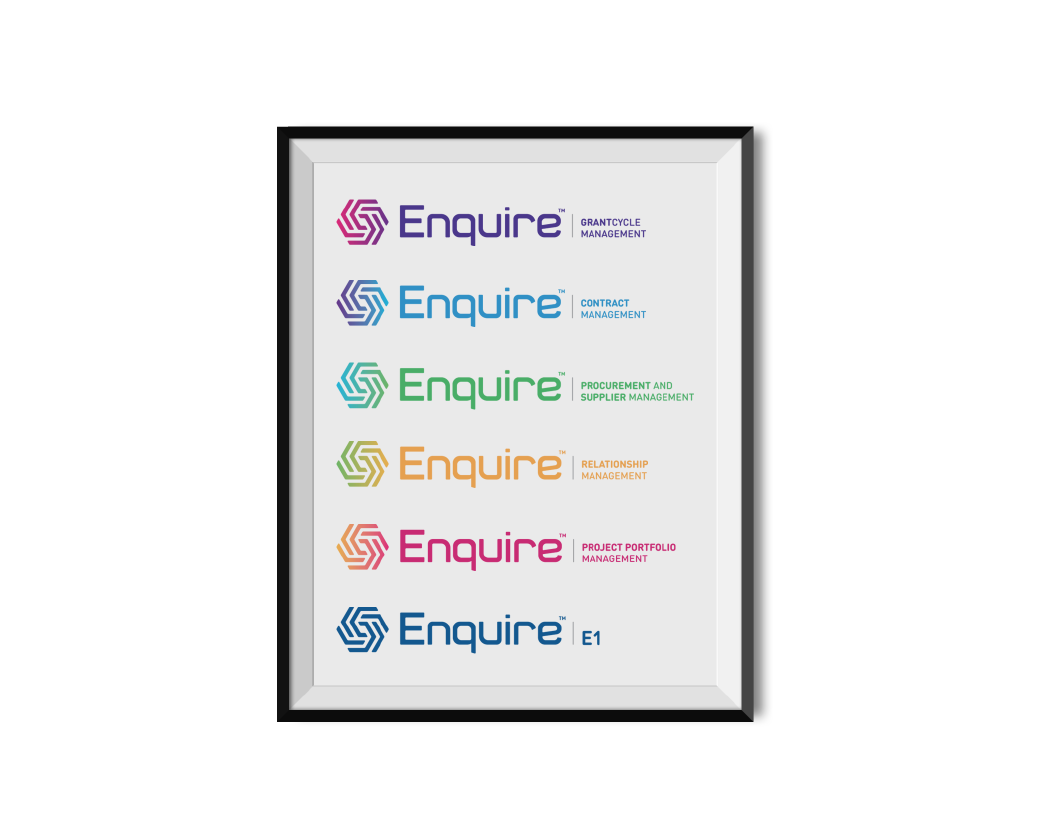 Enquire™ | GRANTCYCLE
MANAGEMENT
Enquire™ | CONTRACT
MANAGEMENT
Enquire™ | PROCUREMENT AND
SUPPLIER MANAGEMENT
Enquire™ | RELATIONSHIP
MANAGEMENT
Enquire™ | PROJECT PORTFOLIO
MANAGEMENT
Enquire™ | E1